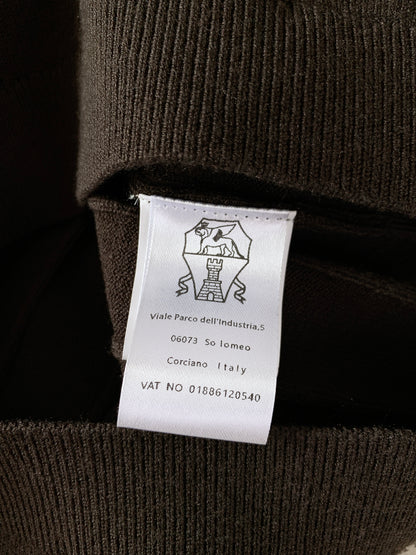 Viale Parco dell'Industria,5
06073 So lomeo
Corciano Italy
VAT NO 01886120540